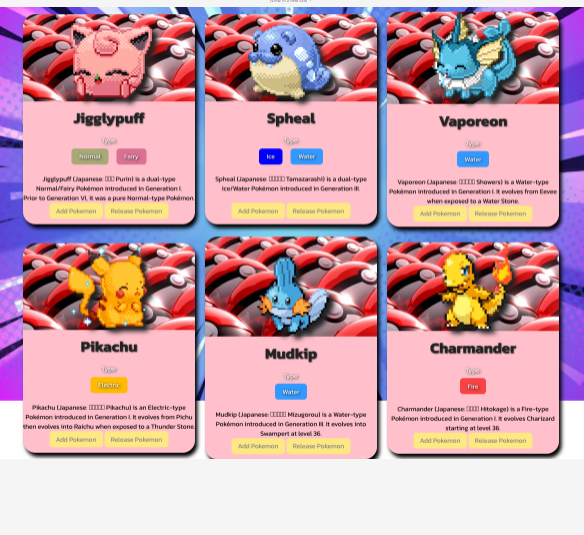 Jigglypuff
Type:
Normal Fairy
Jigglypuff (Japanese: Purin) is a dual-type
Normal/Fairy Pokémon introduced in Generation I.
Prior to Generation VI, it was a pure Normal-type Pokémon.
Add Pokemon Release Pokemon
Spheal
Type:
Ice Water
Spheal (Japanese: Tamazarashi) is a dual-type
Ice/Water Pokémon introduced in Generation III.
Add Pokemon Release Pokemon
Vaporeon
Type:
Water
Vaporeon (Japanese: Showers) is a Water-type
Pokémon introduced in Generation I. It evolves from Eevee
when exposed to a Water Stone.
Add Pokemon Release Pokemon
Pikachu
Type:
Electric
Pikachu (Japanese: Pikachu) is an Electric-type
Pokémon introduced in Generation I. It evolves from Pichu
then evolves into Raichu when exposed to a Thunder Stone.
Add Pokemon Release Pokemon
Mudkip
Type:
Water
Mudkip (Japanese: Mizugorou) is a Water-type
Pokémon introduced in Generation III. It evolves into
Swampert at level 36.
Add Pokemon Release Pokemon
Charmander
Type:
Fire
Charmander (Japanese: Hitokage) is a Fire-type
Pokémon introduced in Generation I. It evolves Charizard
starting at level 36.
Add Pokemon Release Pokemon